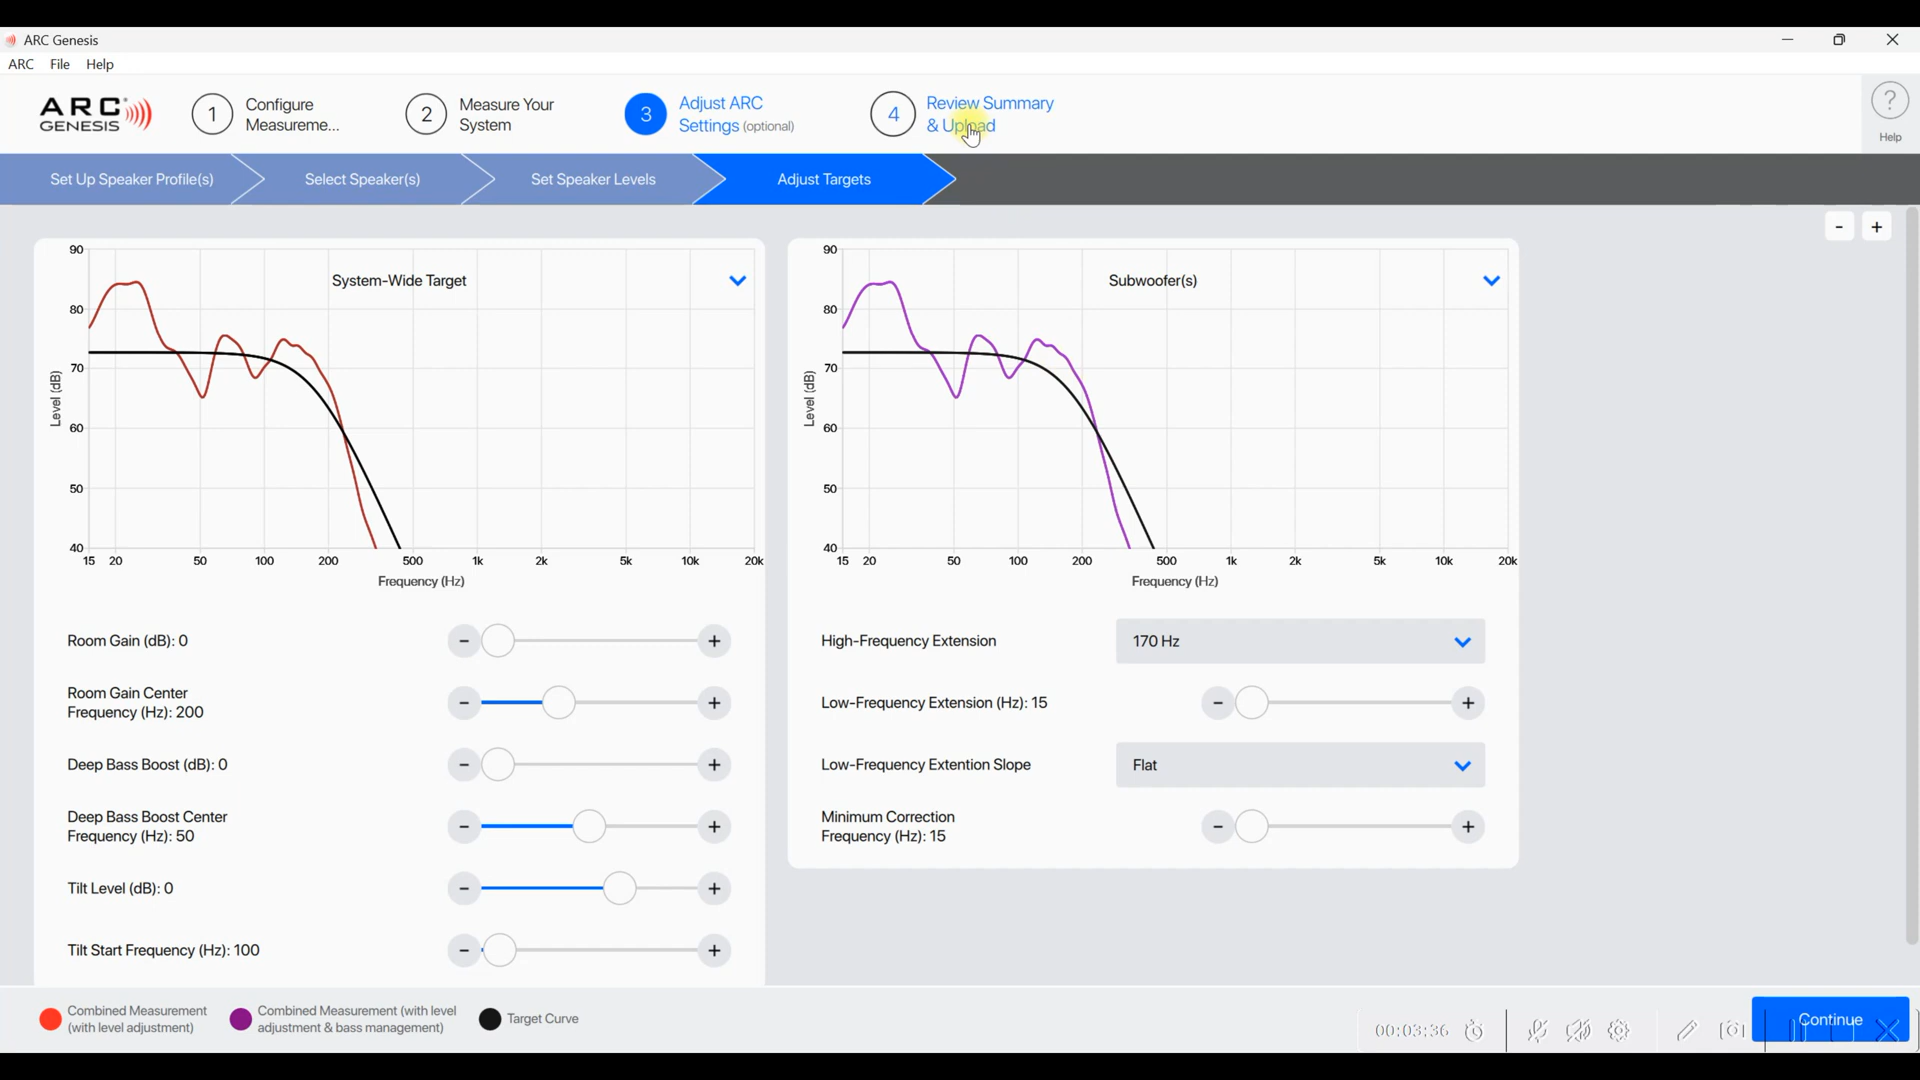 ARC Genesis
ARC File Help
ARC GENESIS
1 Configure Measureme...
2 Measure Your System
3 Adjust ARC Settings (optional)
4 Review Summary & Upload
? Help
Set Up Speaker Profile(s)
Select Speaker(s)
Set Speaker Levels
Adjust Targets
- +
System-Wide Target
90
80
70
60
50
40
Level (dB)
15 20 50 100 200 500 1k 2k 5k 10k 20k
Frequency (Hz)
Room Gain (dB): 0
- +
Room Gain Center
Frequency (Hz): 200
- +
Deep Bass Boost (dB): 0
- +
Deep Bass Boost Center
Frequency (Hz): 50
- +
Tilt Level (dB): 0
- +
Tilt Start Frequency (Hz): 100
- +
Subwoofer(s)
90
80
70
60
50
40
Level (dB)
15 20 50 100 200 500 1k 2k 5k 10k 20k
Frequency (Hz)
High-Frequency Extension
170 Hz
Low-Frequency Extension (Hz): 15
- +
Low-Frequency Extention Slope
Flat
Minimum Correction
Frequency (Hz): 15
- +
Combined Measurement
(with level adjustment)
Combined Measurement (with level
adjustment & bass management)
Target Curve
00:03:36
Continue